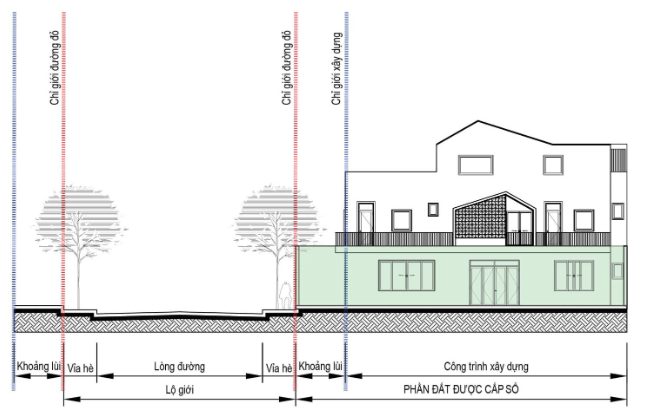 Chỉ giới đường đỏ
Chỉ giới đường đỏ
Chỉ giới xây dựng
Khoảng lùi
Vỉa hè
Lòng đường
Vỉa hè
Khoảng lùi
Công trình xây dựng
Lộ giới
PHẦN ĐẤT ĐƯỢC CẤP SỔ